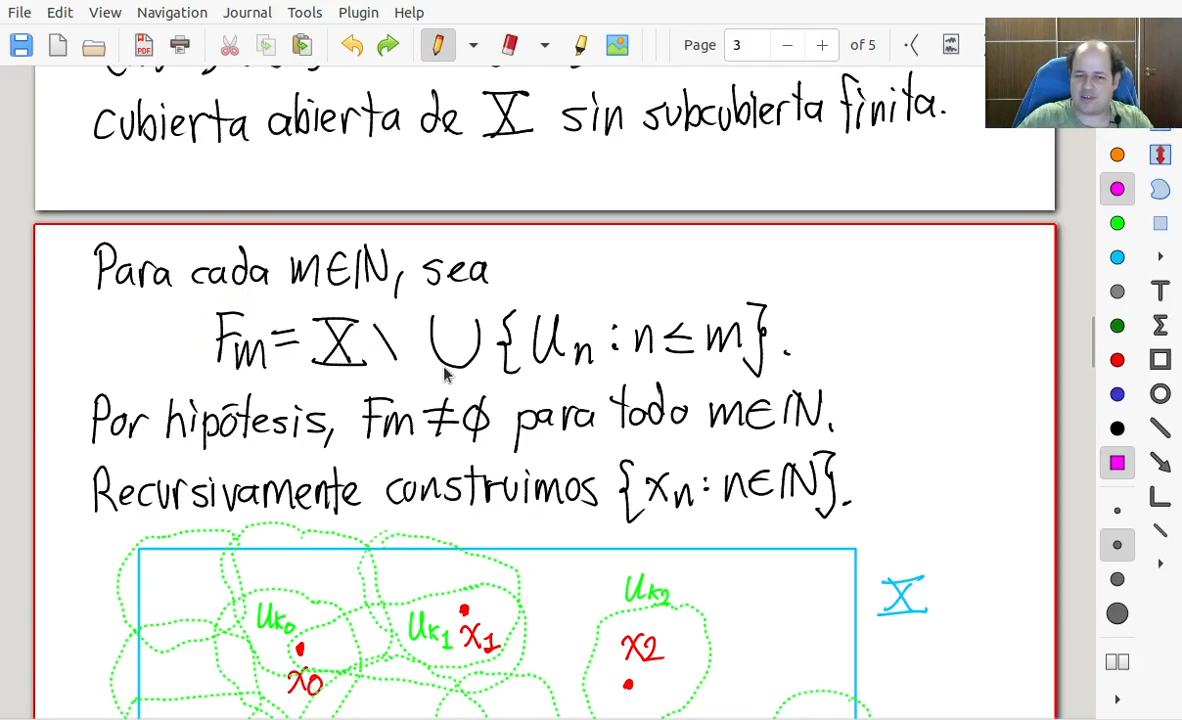 File Edit View Navigation Journal Tools Plugin Help
Page 3 of 5
cubierta abierta de X sin subcubierta finita.
Para cada m∈ℕ, sea
Fm = X \ ∪ {Un : n ≤ m}.
Por hipótesis, Fm ≠ ∅ para todo m∈ℕ.
Recursivamente construimos {xn : n∈ℕ}.
Uk2
X
Uk0
Uk1
x1
x2
x0